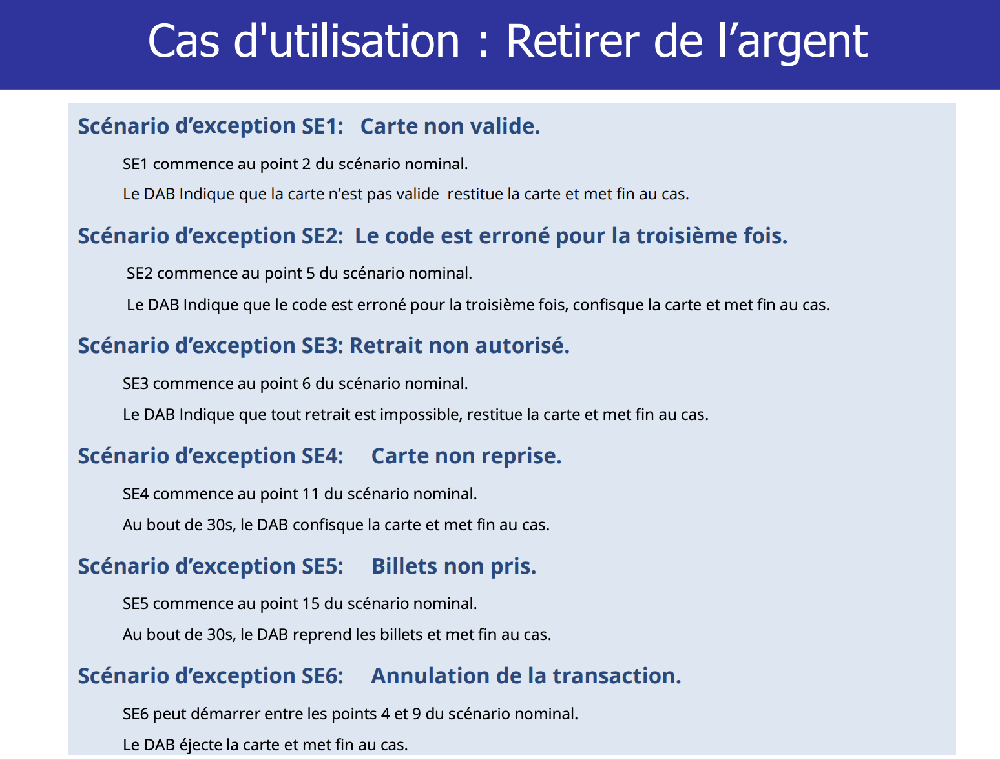 Cas d'utilisation : Retirer de l’argent
Scénario d’exception SE1: Carte non valide.
SE1 commence au point 2 du scénario nominal.
Le DAB Indique que la carte n’est pas valide restitue la carte et met fin au cas.
Scénario d’exception SE2: Le code est erroné pour la troisième fois.
SE2 commence au point 5 du scénario nominal.
Le DAB Indique que le code est erroné pour la troisième fois, confisque la carte et met fin au cas.
Scénario d’exception SE3: Retrait non autorisé.
SE3 commence au point 6 du scénario nominal.
Le DAB Indique que tout retrait est impossible, restitue la carte et met fin au cas.
Scénario d’exception SE4: Carte non reprise.
SE4 commence au point 11 du scénario nominal.
Au bout de 30s, le DAB confisque la carte et met fin au cas.
Scénario d’exception SE5: Billets non pris.
SE5 commence au point 15 du scénario nominal.
Au bout de 30s, le DAB reprend les billets et met fin au cas.
Scénario d’exception SE6: Annulation de la transaction.
SE6 peut démarrer entre les points 4 et 9 du scénario nominal.
Le DAB éjecte la carte et met fin au cas.